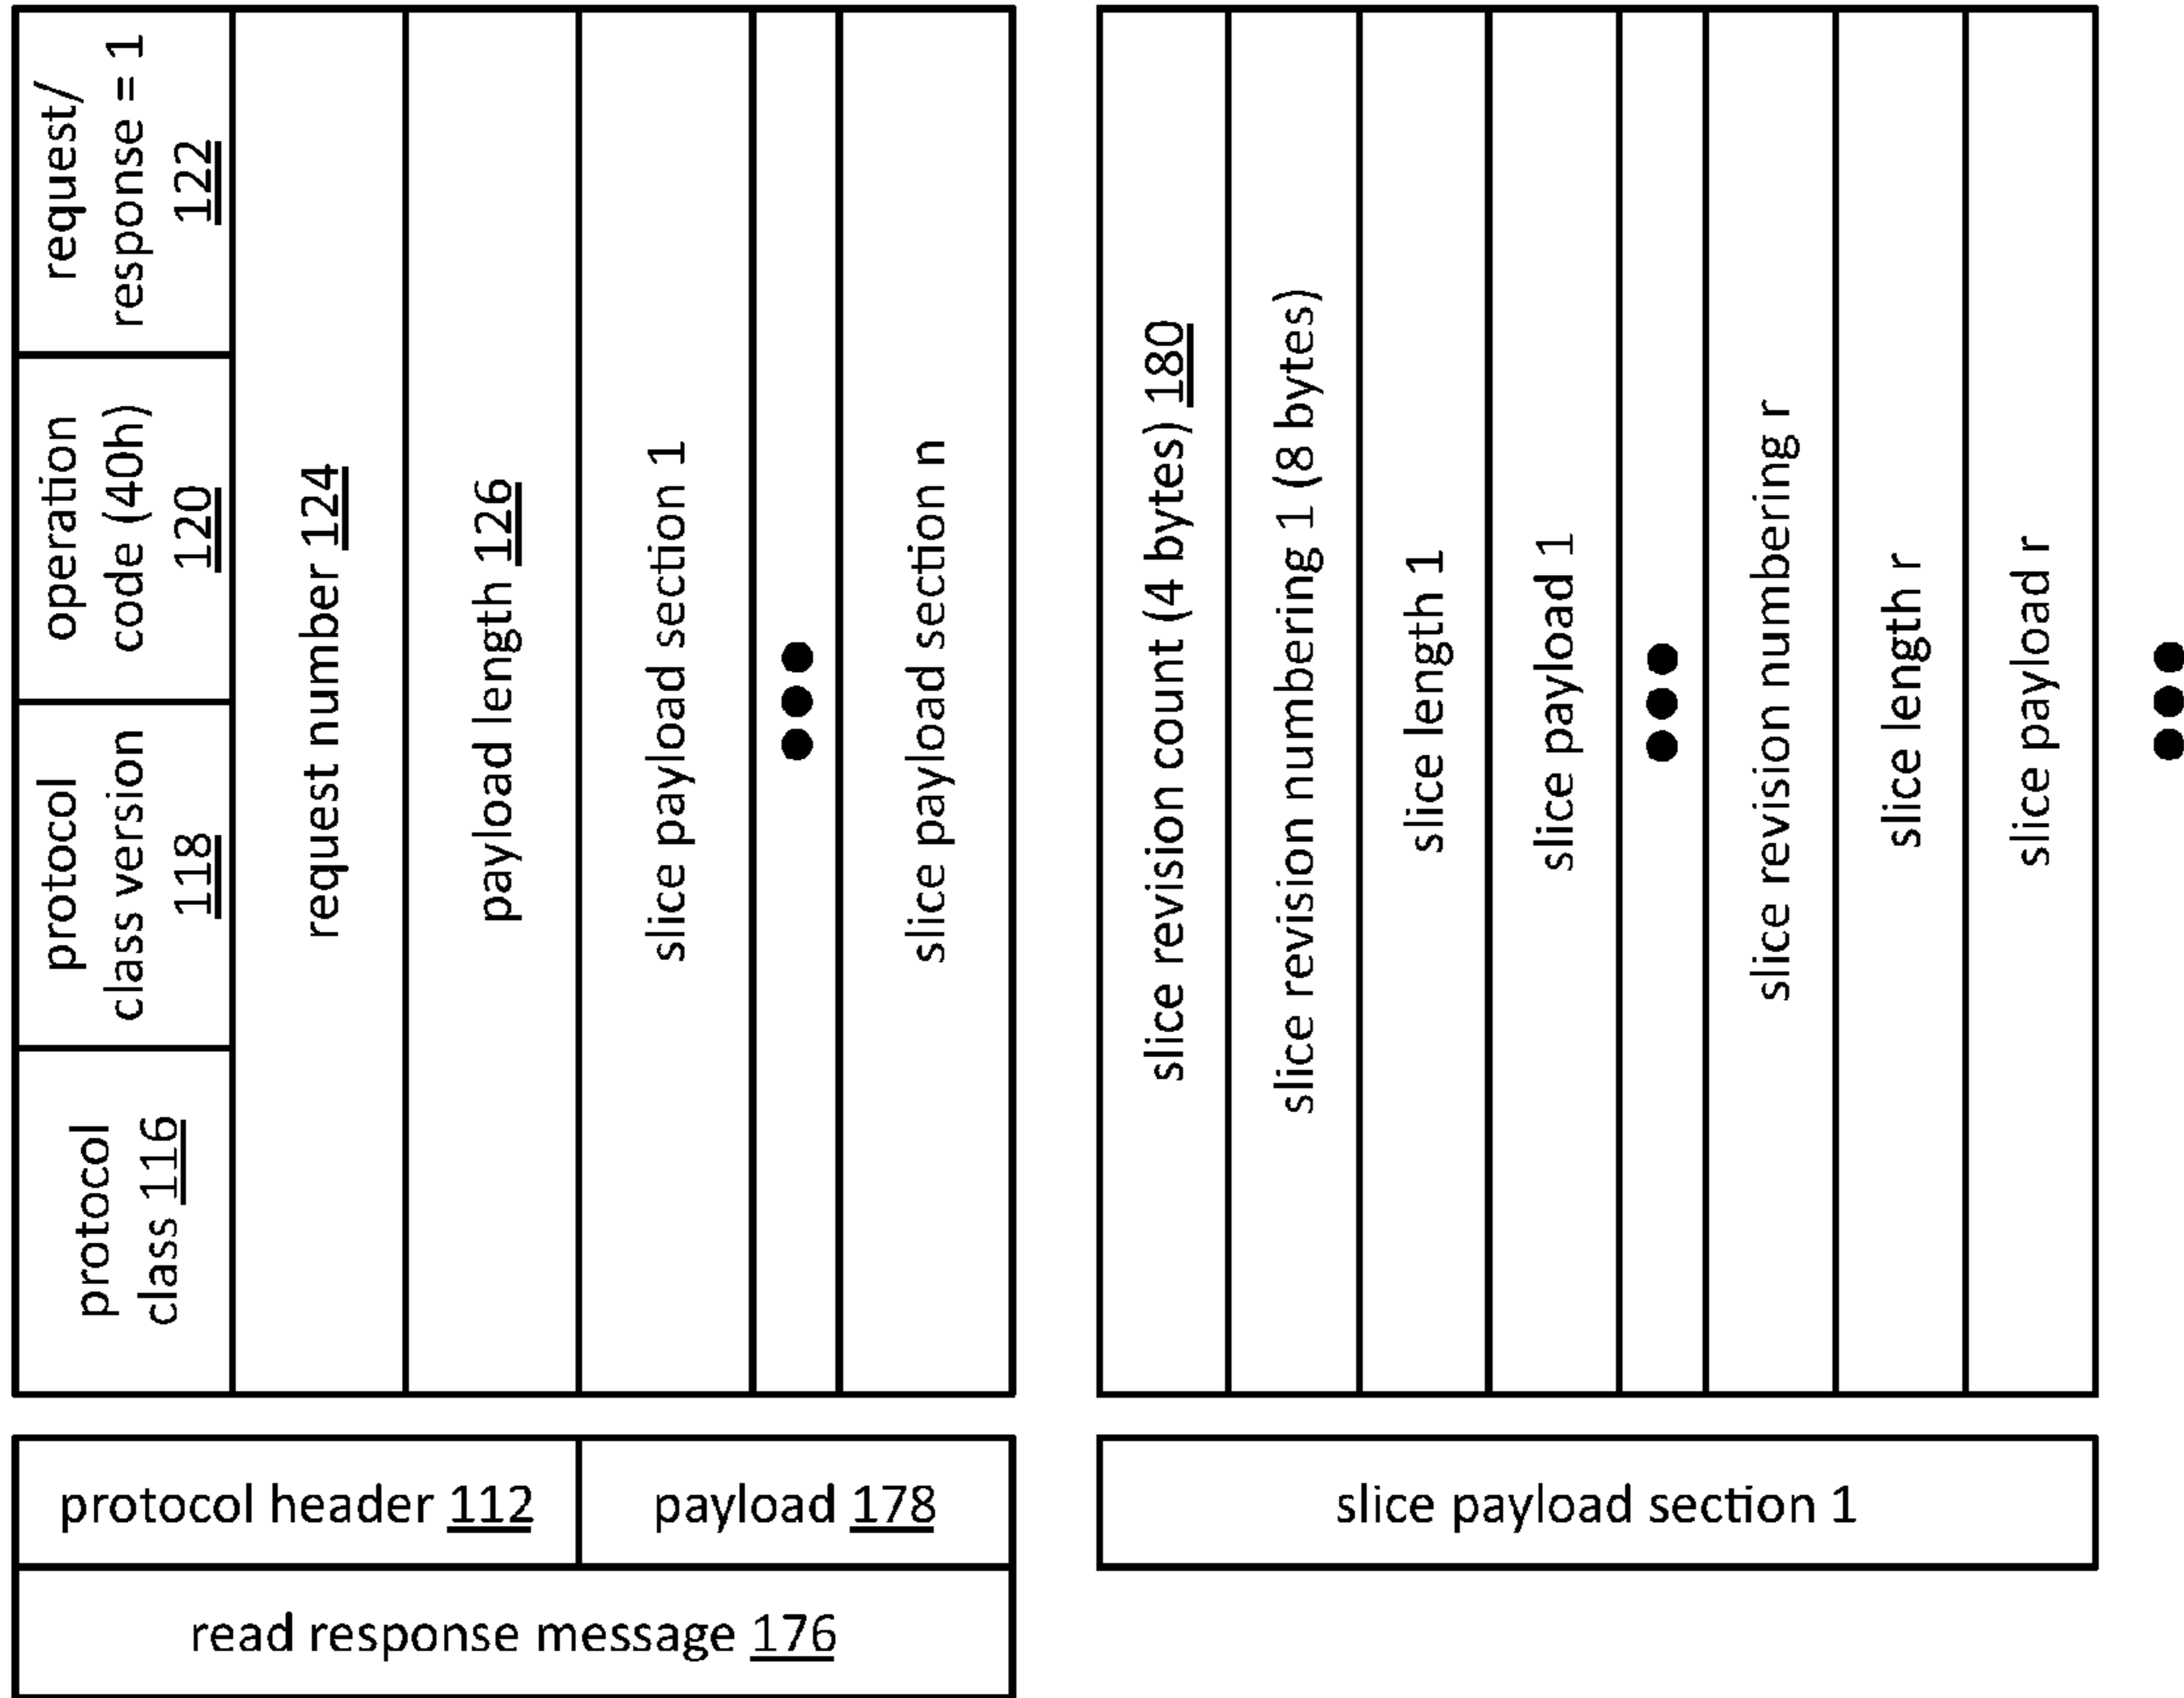 read response message 176
protocol header 112
payload 178
protocol
class 116
protocol
class version
118
operation
code (40h)
120
request/
response = 1
122
request number 124
payload length 126
slice payload section 1
slice payload section n
slice payload section 1
slice revision count (4 bytes) 180
slice revision numbering 1 (8 bytes)
slice length 1
slice payload 1
slice revision numbering r
slice length r
slice payload r